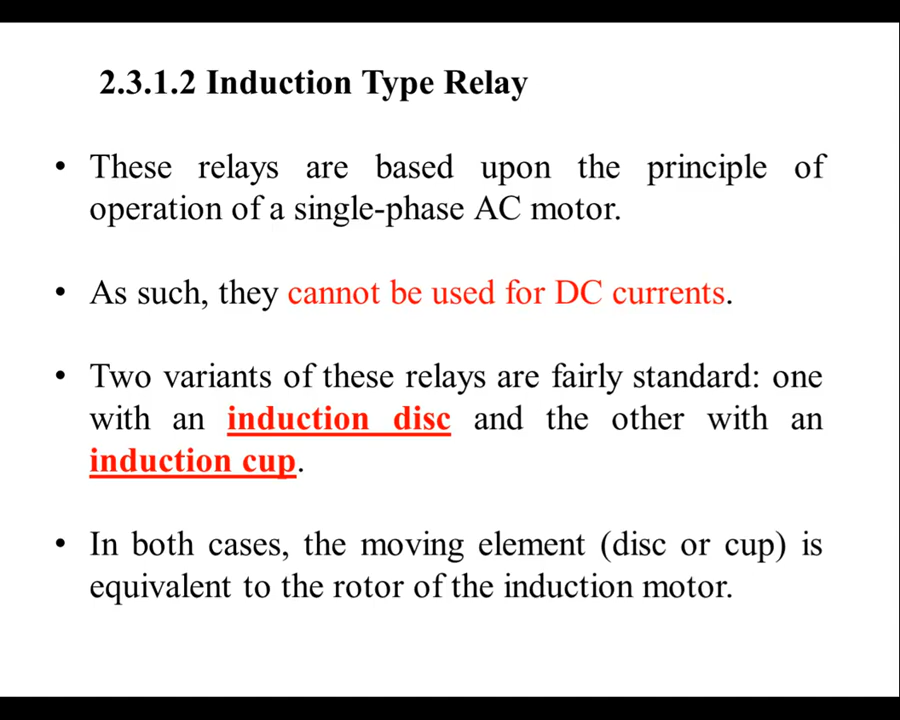 2.3.1.2 Induction Type Relay
• These relays are based upon the principle of
operation of a single-phase AC motor.
• As such, they cannot be used for DC currents.
• Two variants of these relays are fairly standard: one
with an induction disc and the other with an
induction cup.
• In both cases, the moving element (disc or cup) is
equivalent to the rotor of the induction motor.